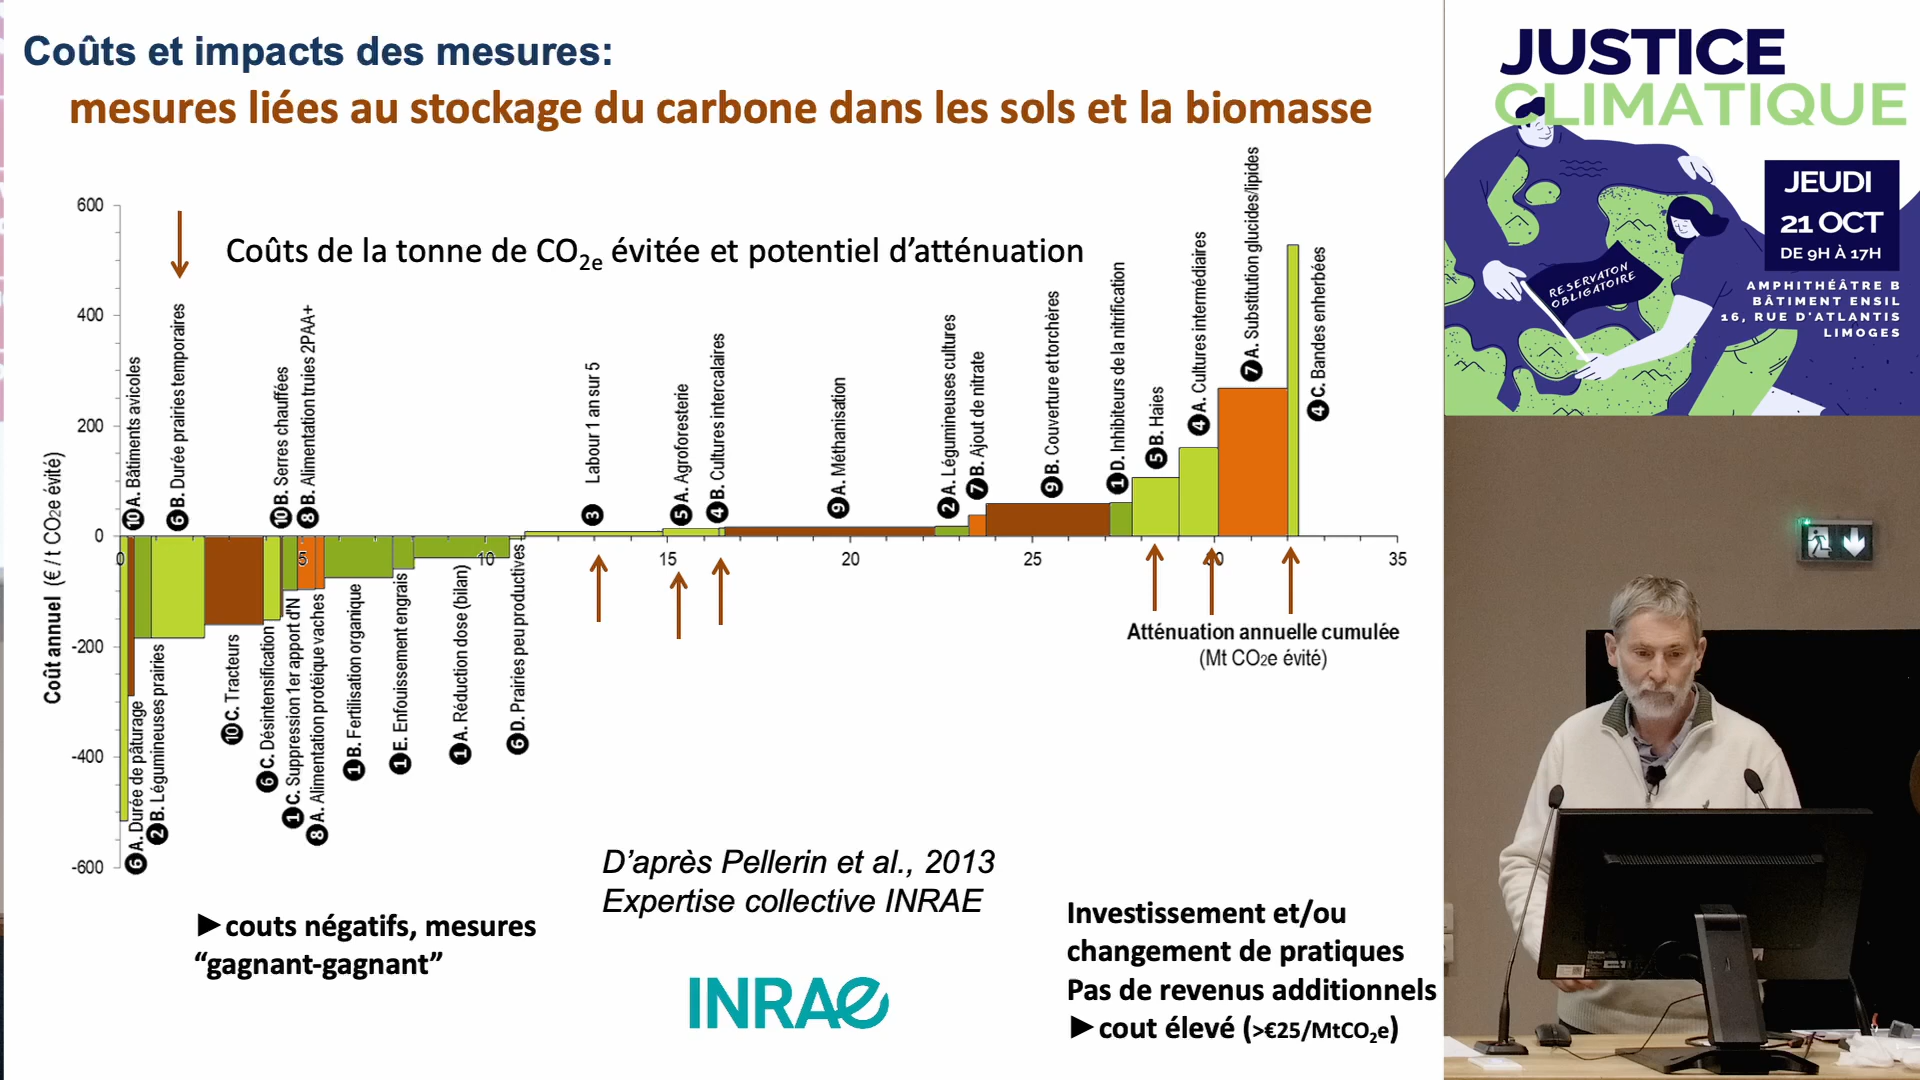 Coûts et impacts des mesures:
mesures liées au stockage du carbone dans les sols et la biomasse
Coûts de la tonne de CO2e évitée et potentiel d'atténuation
Coût annuel (€ / t CO2e évité)
600
400
200
0
-200
-400
-600
0
5
10
15
20
25
30
35
10 A. Bâtiments avicoles
6 B. Durée prairies temporaires
10 B. Serres chauffées
8 B. Alimentation truies 2PAA+
3 Labour 1 an sur 5
5 A. Agroforesterie
4 B. Cultures intercalaires
9 A. Méthanisation
2 A. Légumineuses cultures
7 B. Ajout de nitrate
9 B. Couverture et torchères
1 D. Inhibiteurs de la nitrification
5 B. Haies
4 A. Cultures intermédiaires
7 A. Substitution glucides/lipides
4 C. Bandes enherbées
6 A. Durée de pâturage
2 B. Légumineuses prairies
10 C. Tracteurs
6 C. Désintensification
1 C. Suppression 1er apport d'N
8 A. Alimentation protéique vaches
1 B. Fertilisation organique
1 E. Enfouissement engrais
1 A. Réduction dose (bilan)
6 D. Prairies peu productives
Atténuation annuelle cumulée
(Mt CO2e évité)
D'après Pellerin et al., 2013
Expertise collective INRAE
►couts négatifs, mesures
“gagnant-gagnant”
INRAE
Investissement et/ou
changement de pratiques
Pas de revenus additionnels
►cout élevé (>€25/MtCO2e)
JUSTICE
CLIMATIQUE
JEUDI
21 OCT
DE 9H À 17H
RESERVATON
OBLIGATOIRE
AMPHITHÉÂTRE B
BÂTIMENT ENSIL
16, RUE D'ATLANTIS
LIMOGES